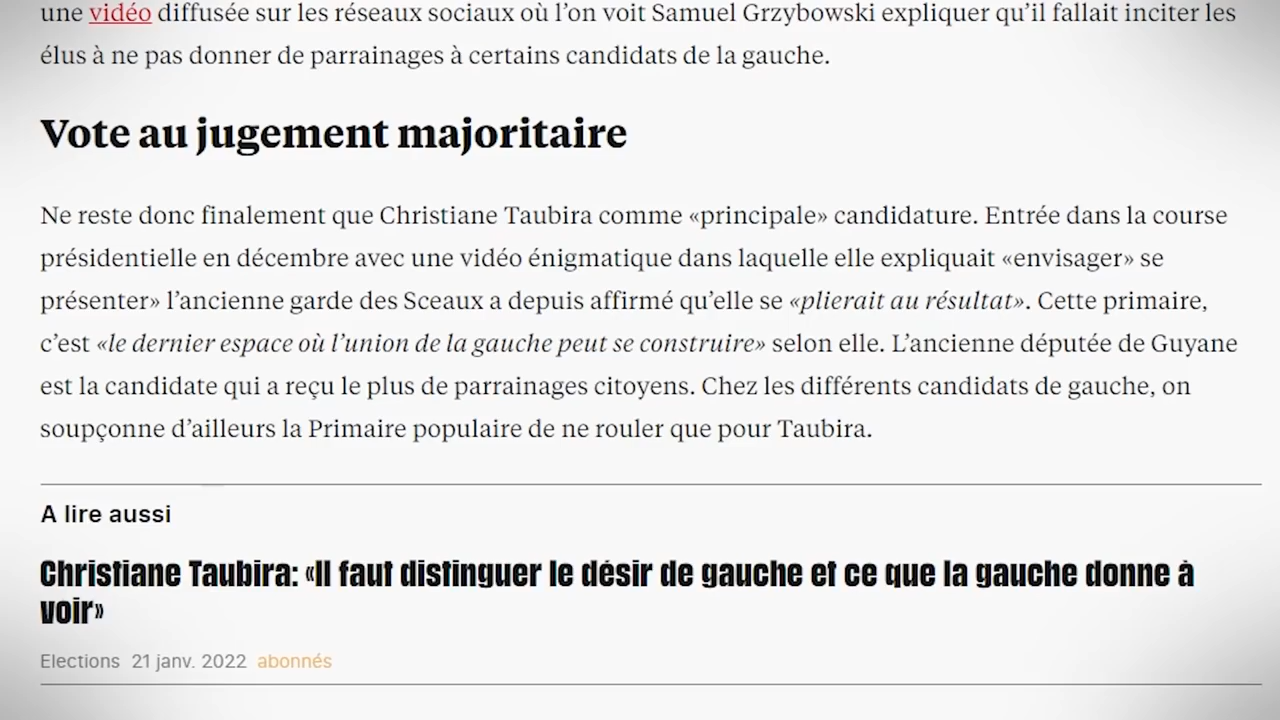 une vidéo diffusée sur les réseaux sociaux où l’on voit Samuel Grzybowski expliquer qu’il fallait inciter les
élus à ne pas donner de parrainages à certains candidats de la gauche.
Vote au jugement majoritaire
Ne reste donc finalement que Christiane Taubira comme «principale» candidature. Entrée dans la course
présidentielle en décembre avec une vidéo énigmatique dans laquelle elle expliquait «envisager» se
présenter» l’ancienne garde des Sceaux a depuis affirmé qu’elle se «plierait au résultat». Cette primaire,
c’est «le dernier espace où l’union de la gauche peut se construire» selon elle. L’ancienne députée de Guyane
est la candidate qui a reçu le plus de parrainages citoyens. Chez les différents candidats de gauche, on
soupçonne d’ailleurs la Primaire populaire de ne rouler que pour Taubira.
A lire aussi
Christiane Taubira: «Il faut distinguer le désir de gauche et ce que la gauche donne à
voir»
Elections 21 janv. 2022 abonnés